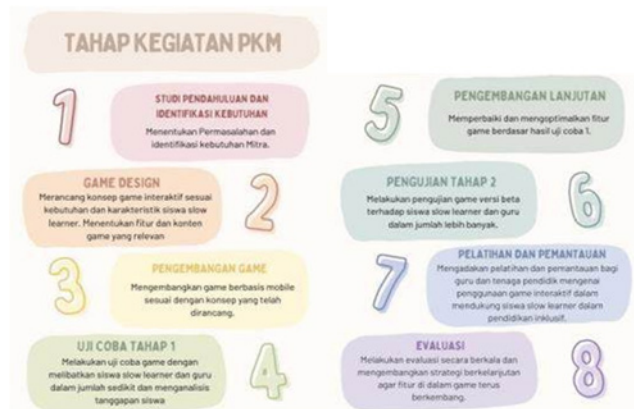 TAHAP KEGIATAN PKM
1
STUDI PENDAHULUAN DAN
IDENTIFIKASI KEBUTUHAN
Menentukan Permasalahan dan
identifikasi kebutuhan Mitra.
GAME DESIGN
Merancang konsep game interaktif sesuai
kebutuhan dan karakteristik siswa slow
learner. Menentukan fitur dan konten
game yang relevan
2
3
PENGEMBANGAN GAME
Mengembangkan game berbasis mobile
sesuai dengan konsep yang telah
dirancang.
UJI COBA TAHAP 1
Melakukan uji coba game dengan
melibatkan siswa slow learner dan guru
dalam jumlah sedikit dan menganalisis
tanggapan siswa
4
5
PENGEMBANGAN LANJUTAN
Memperbaiki dan mengoptimalkan fitur
game berdasar hasil uji coba 1.
PENGUJIAN TAHAP 2
Melakukan pengujian game versi beta
terhadap siswa slow learner dan guru
dalam jumlah lebih banyak.
6
7
PELATIHAN DAN PEMANTAUAN
Mengadakan pelatihan dan pemantauan bagi
guru dan tenaga pendidik mengenai
penggunaan game interaktif dalam
mendukung siswa slow learner dalam
pendidikan inklusif.
EVALUASI
Melakukan evaluasi secara berkala dan
mengembangkan strategi berkelanjutan
agar fitur di dalam game terus
berkembang.
8